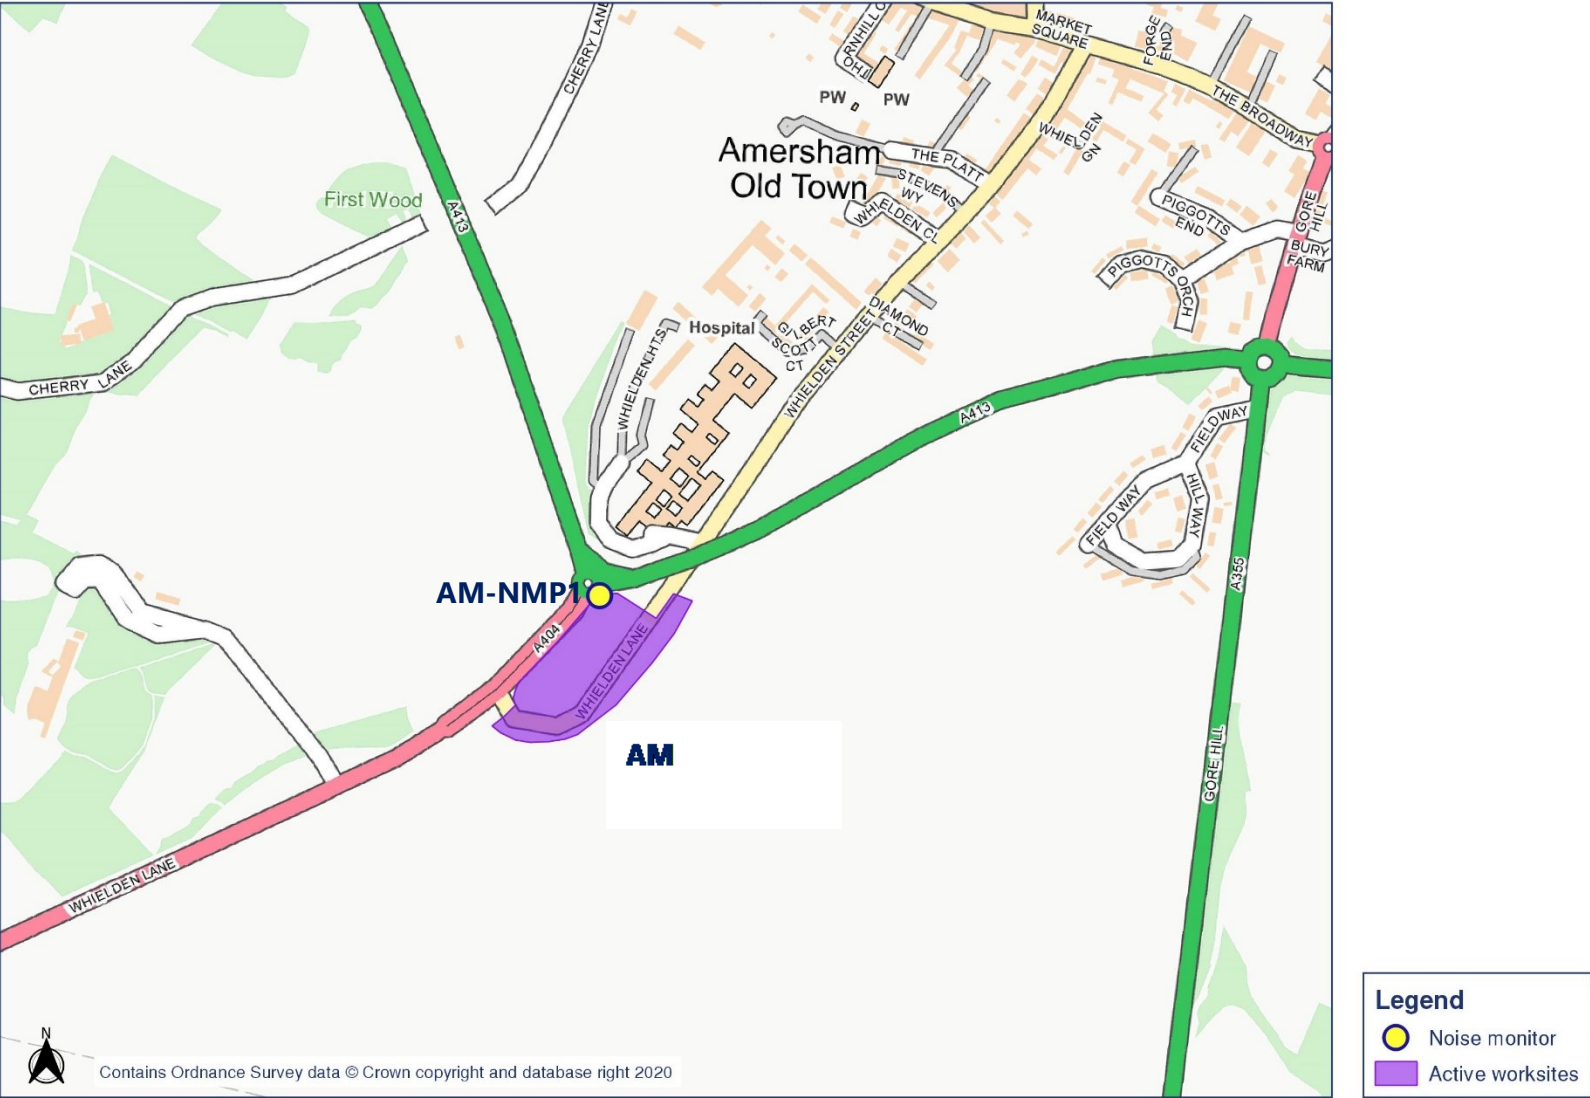 MARKET
SQUARE
FORGE
END
CHERRY LANE
RNHILL C
THO
PW
PW
THE BROADWAY
WHIELDEN
GN
Amersham
Old Town
THE PLATT
STEVENS
WY
WHIELDEN CL
First Wood
A413
PIGGOTTS
END
GORE
HILL
BURY
FARM
PIGGOTTS ORCH
Hospital
GILBERT
SCOTT
CT
DIAMOND
CT
WHIELDEN HTS
WHIELDEN STREET
CHERRY LANE
A413
FIELDWAY
HILL WAY
FIELD WAY
A355
AM-NMP1
A404
WHIELDEN LANE
AM
GORE HILL
WHIELDEN LANE
N
Contains Ordnance Survey data © Crown copyright and database right 2020
Legend
Noise monitor
Active worksites